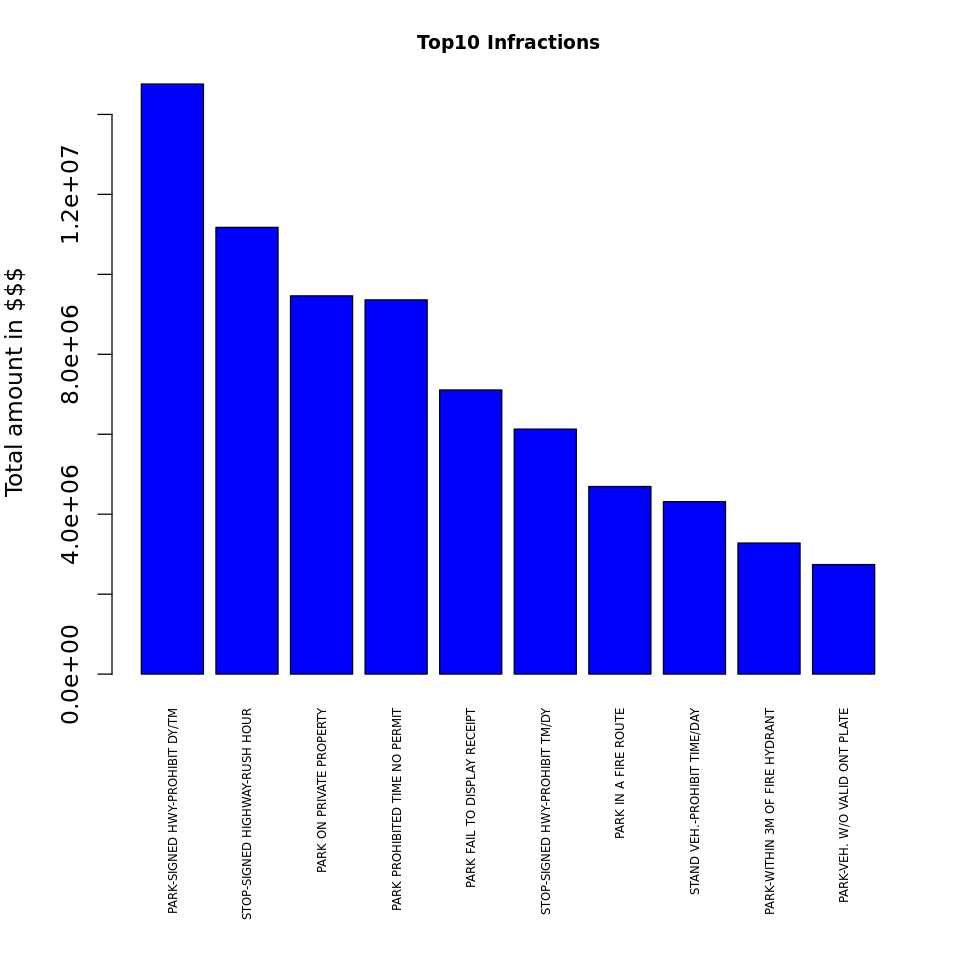 Top10 Infractions
Total amount in $$$
1.2e+07
8.0e+06
4.0e+06
0.0e+00
PARK-SIGNED HWY-PROHIBIT DY/TM
STOP-SIGNED HIGHWAY-RUSH HOUR
PARK ON PRIVATE PROPERTY
PARK PROHIBITED TIME NO PERMIT
PARK FAIL TO DISPLAY RECEIPT
STOP-SIGNED HWY-PROHIBIT TM/DY
PARK IN A FIRE ROUTE
STAND VEH.-PROHIBIT TIME/DAY
PARK-WITHIN 3M OF FIRE HYDRANT
PARK-VEH. W/O VALID ONT PLATE